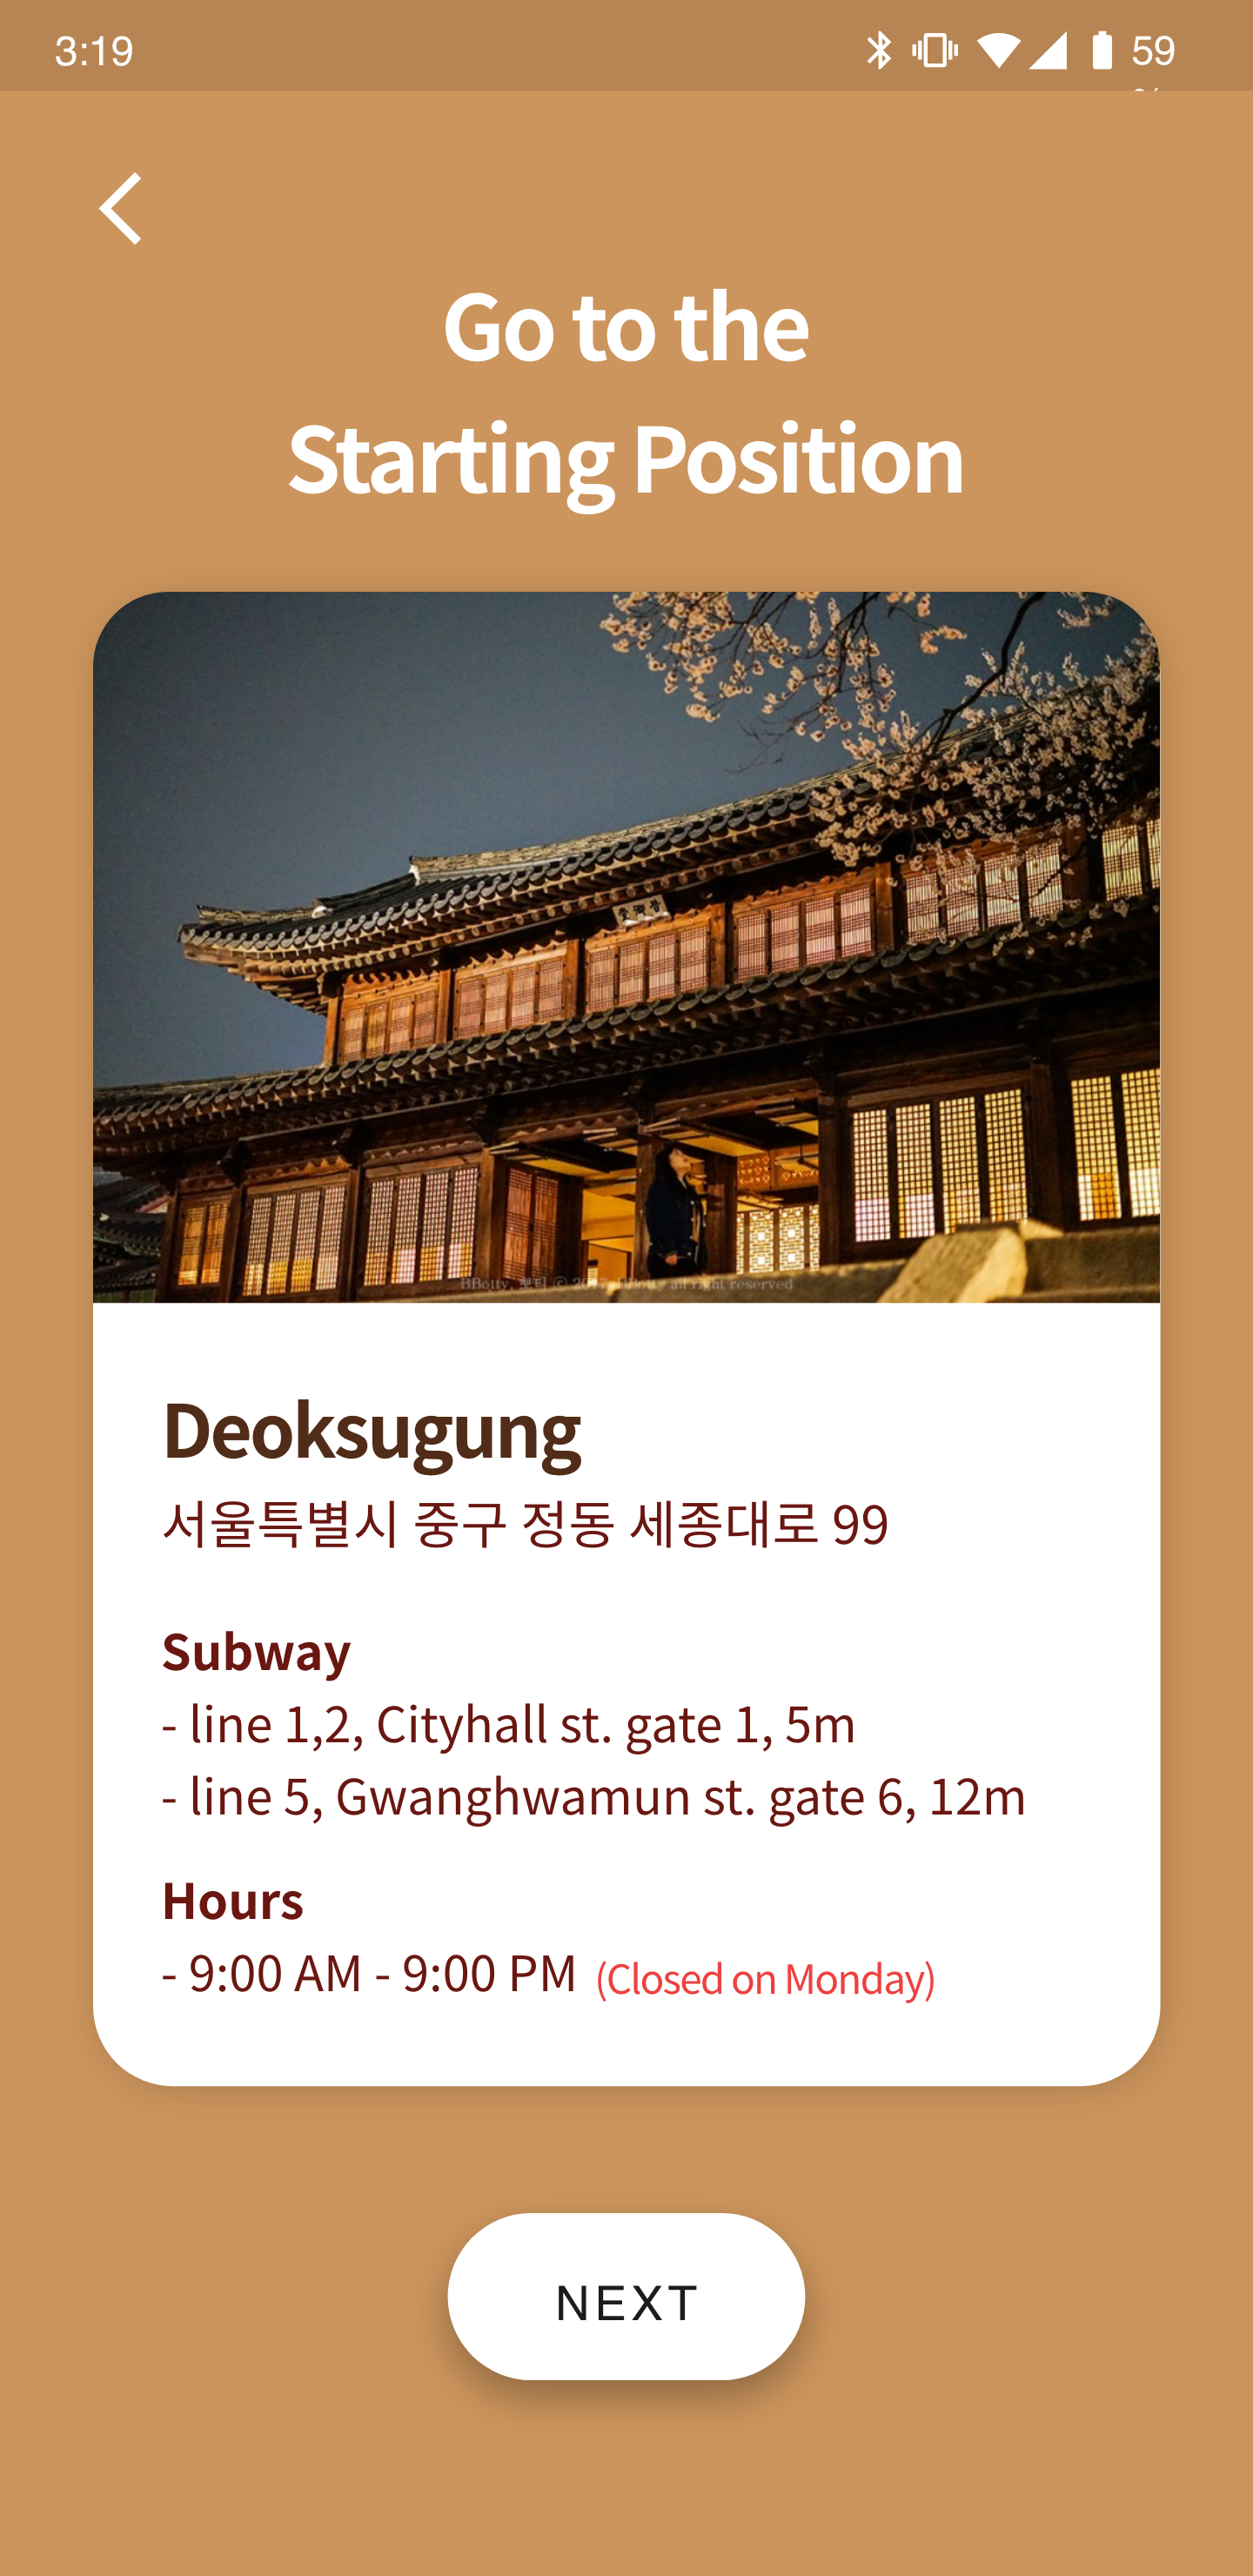 3:19
59
Go to the
Starting Position
Deoksugung
서울특별시 중구 정동 세종대로 99
Subway
- line 1,2, Cityhall st. gate 1, 5m
- line 5, Gwanghwamun st. gate 6, 12m
Hours
- 9:00 AM - 9:00 PM (Closed on Monday)
NEXT